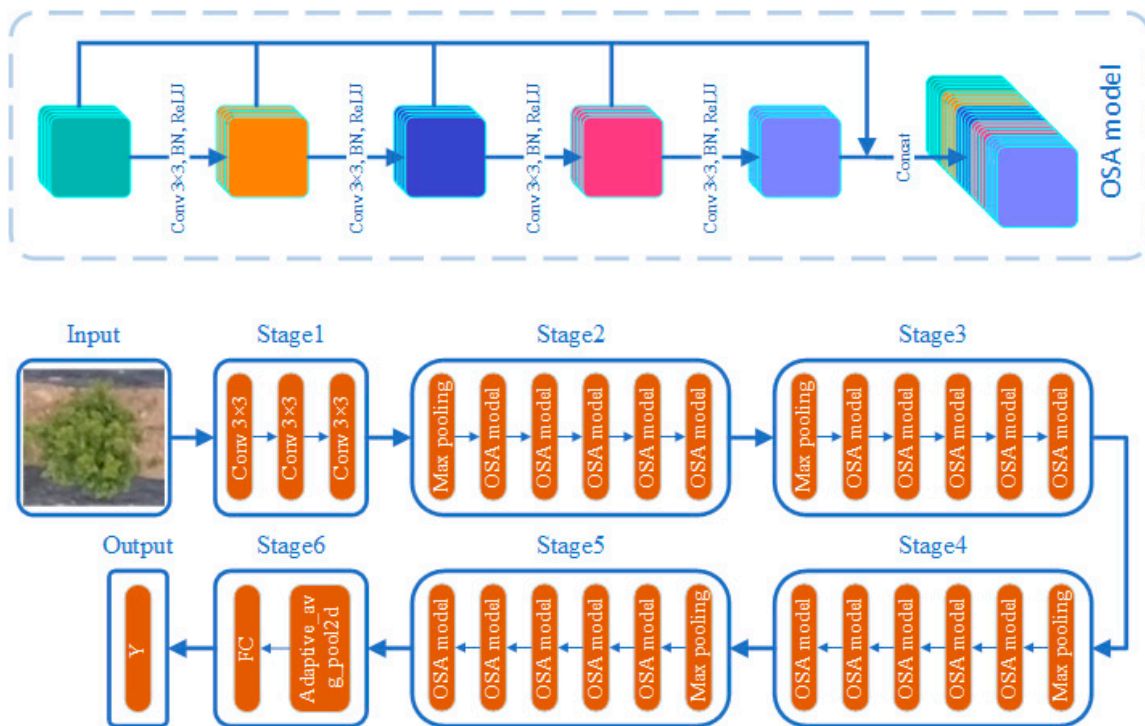 Conv 3×3, BN, ReLU
Conv 3×3, BN, ReLU
Conv 3×3, BN, ReLU
Conv 3×3, BN, ReLU
Concat
OSA model
Input
Stage1
Stage2
Stage3
Conv 3×3
Conv 3×3
Conv 3×3
Max pooling
OSA model
OSA model
OSA model
OSA model
OSA model
Max pooling
OSA model
OSA model
OSA model
OSA model
OSA model
Output
Stage6
Stage5
Stage4
Y
FC
Adaptive_av
g_pool2d
OSA model
OSA model
OSA model
OSA model
OSA model
Max pooling
OSA model
OSA model
OSA model
OSA model
OSA model
Max pooling